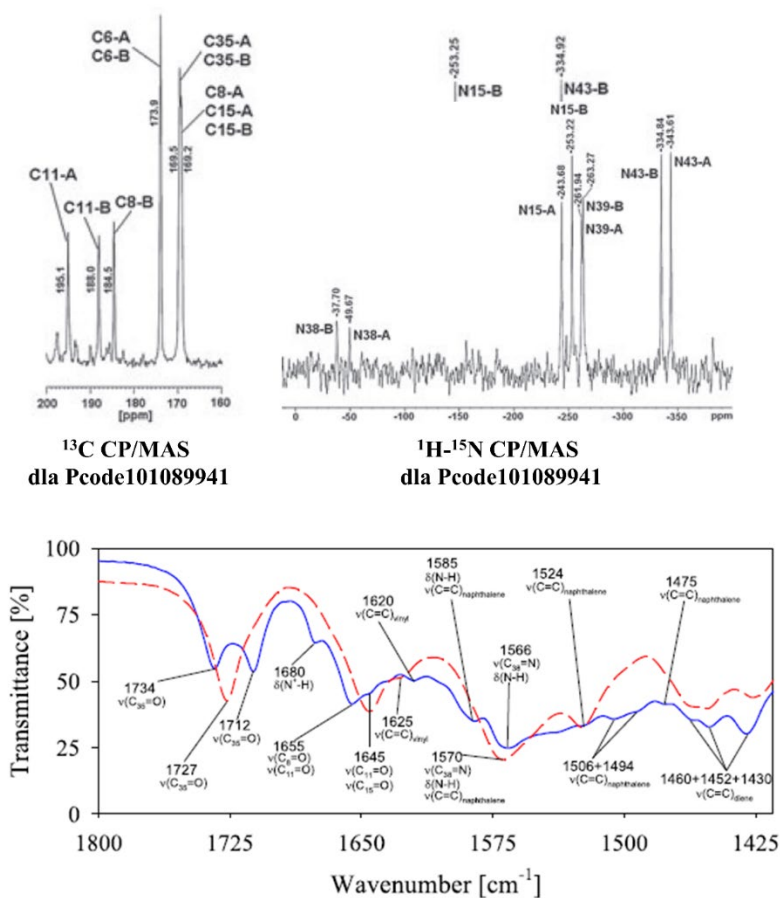 C6-A
C6-B
C35-A
C35-B
C8-A
C15-A
C15-B
C11-A
C11-B
C8-B
195.1
188.0
184.5
173.9
169.5
169.2
200 190 180 170 160
[ppm]
13C CP/MAS
dla Pcode101089941
-253.25
N15-B
-334.92
N43-B
N15-B
-253.22
-243.68
-261.94
-263.27
-334.84
-343.61
N15-A
N39-B
N39-A
N43-B
N43-A
-37.70
-49.67
N38-B
N38-A
0 -50 -100 -150 -200 -250 -300 -350 ppm
1H-15N CP/MAS
dla Pcode101089941
Transmittance [%]
100
75
50
25
0
1734
ν(C35=O)
1727
ν(C35=O)
1712
ν(C35=O)
1680
δ(N+-H)
1655
ν(C8=O)
ν(C11=O)
1645
ν(C11=O)
ν(C15=O)
1620
ν(C=C)vinyl
1625
ν(C=C)vinyl
1585
δ(N-H)
ν(C=C)naphthalene
1566
ν(C38=N)
δ(N-H)
1570
ν(C38=N)
δ(N-H)
ν(C=C)naphthalene
1524
ν(C=C)naphthalene
1506+1494
ν(C=C)naphthalene
1475
ν(C=C)naphthalene
1460+1452+1430
ν(C=C)diene
1800 1725 1650 1575 1500 1425
Wavenumber [cm-1]